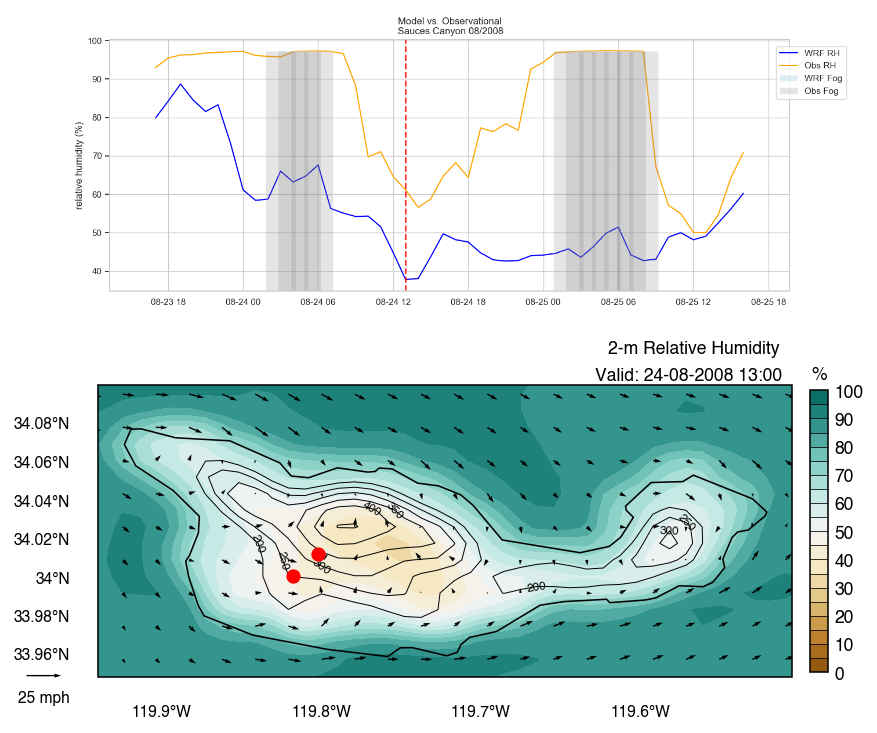 Model vs. Observational
Sauces Canyon 08/2008
relative humidity (%)
100
90
80
70
60
50
40
08-23 18
08-24 00
08-24 06
08-24 12
08-24 18
08-25 00
08-25 06
08-25 12
08-25 18
WRF RH
Obs RH
WRF Fog
Obs Fog
2-m Relative Humidity
Valid: 24-08-2008 13:00
%
34.08°N
34.06°N
34.04°N
34.02°N
34°N
33.98°N
33.96°N
25 mph
119.9°W
119.8°W
119.7°W
119.6°W
400
350
200
250
300
200
300
250
100
90
80
70
60
50
40
30
20
10
0